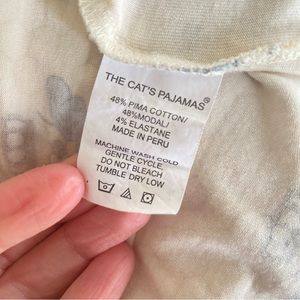 THE CAT'S PAJAMAS®
48% PIMA COTTON/
48% MODAL/
4% ELASTANE
MADE IN PERU
MACHINE WASH COLD
GENTLE CYCLE,
DO NOT BLEACH
TUMBLE DRY LOW